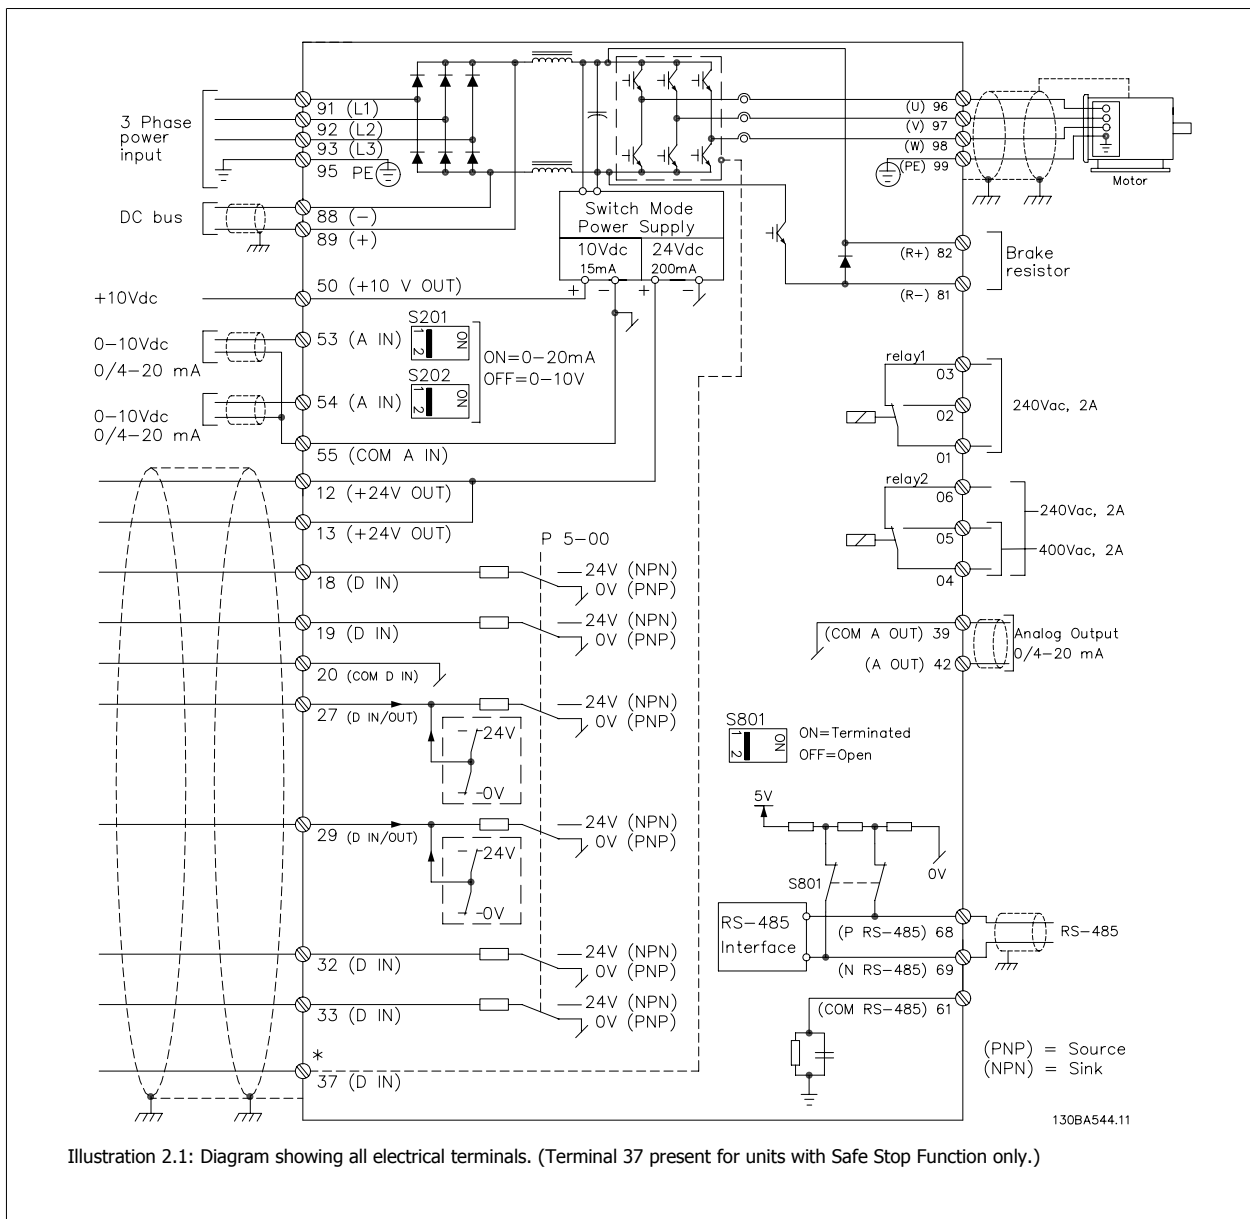 3 Phase
power
input
91 (L1)
92 (L2)
93 (L3)
95 PE
DC bus
88 (-)
89 (+)
Switch Mode
Power Supply
10Vdc
15mA
24Vdc
200mA
+ - + -
(U) 96
(V) 97
(W) 98
(PE) 99
Motor
(R+) 82
(R-) 81
Brake
resistor
+10Vdc
50 (+10 V OUT)
0-10Vdc
0/4-20 mA
53 (A IN)
S201
1 2
ON
ON=0-20mA
OFF=0-10V
S202
1 2
ON
0-10Vdc
0/4-20 mA
54 (A IN)
55 (COM A IN)
12 (+24V OUT)
13 (+24V OUT)
P 5-00
18 (D IN)
24V (NPN)
0V (PNP)
19 (D IN)
24V (NPN)
0V (PNP)
20 (COM D IN)
27 (D IN/OUT)
24V (NPN)
0V (PNP)
24V
0V
29 (D IN/OUT)
24V (NPN)
0V (PNP)
24V
0V
32 (D IN)
24V (NPN)
0V (PNP)
33 (D IN)
24V (NPN)
0V (PNP)
*
37 (D IN)
relay1
03
02
01
240Vac, 2A
relay2
06
05
04
240Vac, 2A
400Vac, 2A
(COM A OUT) 39
(A OUT) 42
Analog Output
0/4-20 mA
S801
1 2
ON
ON=Terminated
OFF=Open
5V
0V
S801
RS-485
Interface
(P RS-485) 68
(N RS-485) 69
RS-485
(COM RS-485) 61
(PNP) = Source
(NPN) = Sink
130BA544.11
Illustration 2.1: Diagram showing all electrical terminals. (Terminal 37 present for units with Safe Stop Function only.)